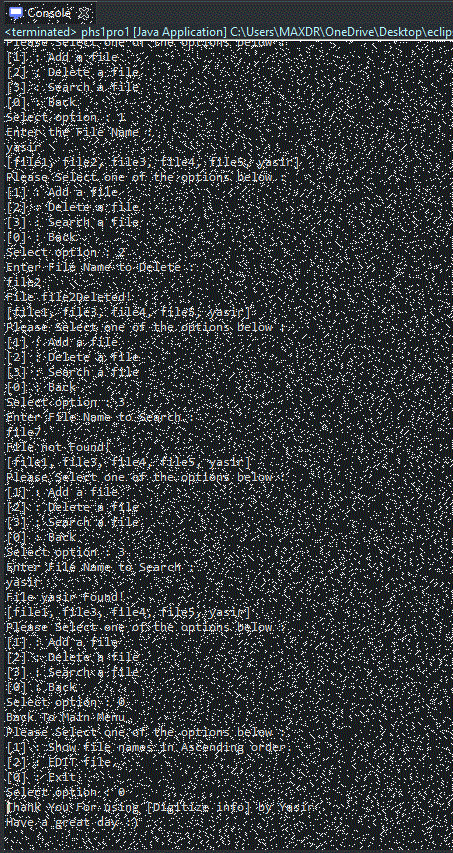 Console
<terminated> phs1pro1 [Java Application] C:\Users\MAXDR\OneDrive\Desktop\eclip
Please Select one of the options below :
[1] : Add a file
[2] : Delete a file
[3] : Search a file
[0] : Back
Select option : 1
Enter the File Name :
yasir
[file1, file2, file3, file4, file5, yasir]
Please Select one of the options below :
[1] : Add a file
[2] : Delete a file
[3] : Search a file
[0] : Back
Select option : 2
Enter File Name to Delete :
file2
File file2Deleted!
[file1, file3, file4, file5, yasir]
Please Select one of the options below :
[1] : Add a file
[2] : Delete a file
[3] : Search a file
[0] : Back
Select option : 3
Enter File Name to Search :
file7
File not Found!
[file1, file3, file4, file5, yasir]
Please Select one of the options below :
[1] : Add a file
[2] : Delete a file
[3] : Search a file
[0] : Back
Select option : 3
Enter File Name to Search :
yasir
File yasir Found!
[file1, file3, file4, file5, yasir]
Please Select one of the options below :
[1] : Add a file
[2] : Delete a file
[3] : Search a file
[0] : Back
Select option : 0
Back To Main Menu
Please Select one of the options below :
[1] : Show file names in Ascending order
[2] : EDIT file
[0] : Exit
Select option : 0
Thank You For using [Digitize info] by Yasir
Have a great day :)